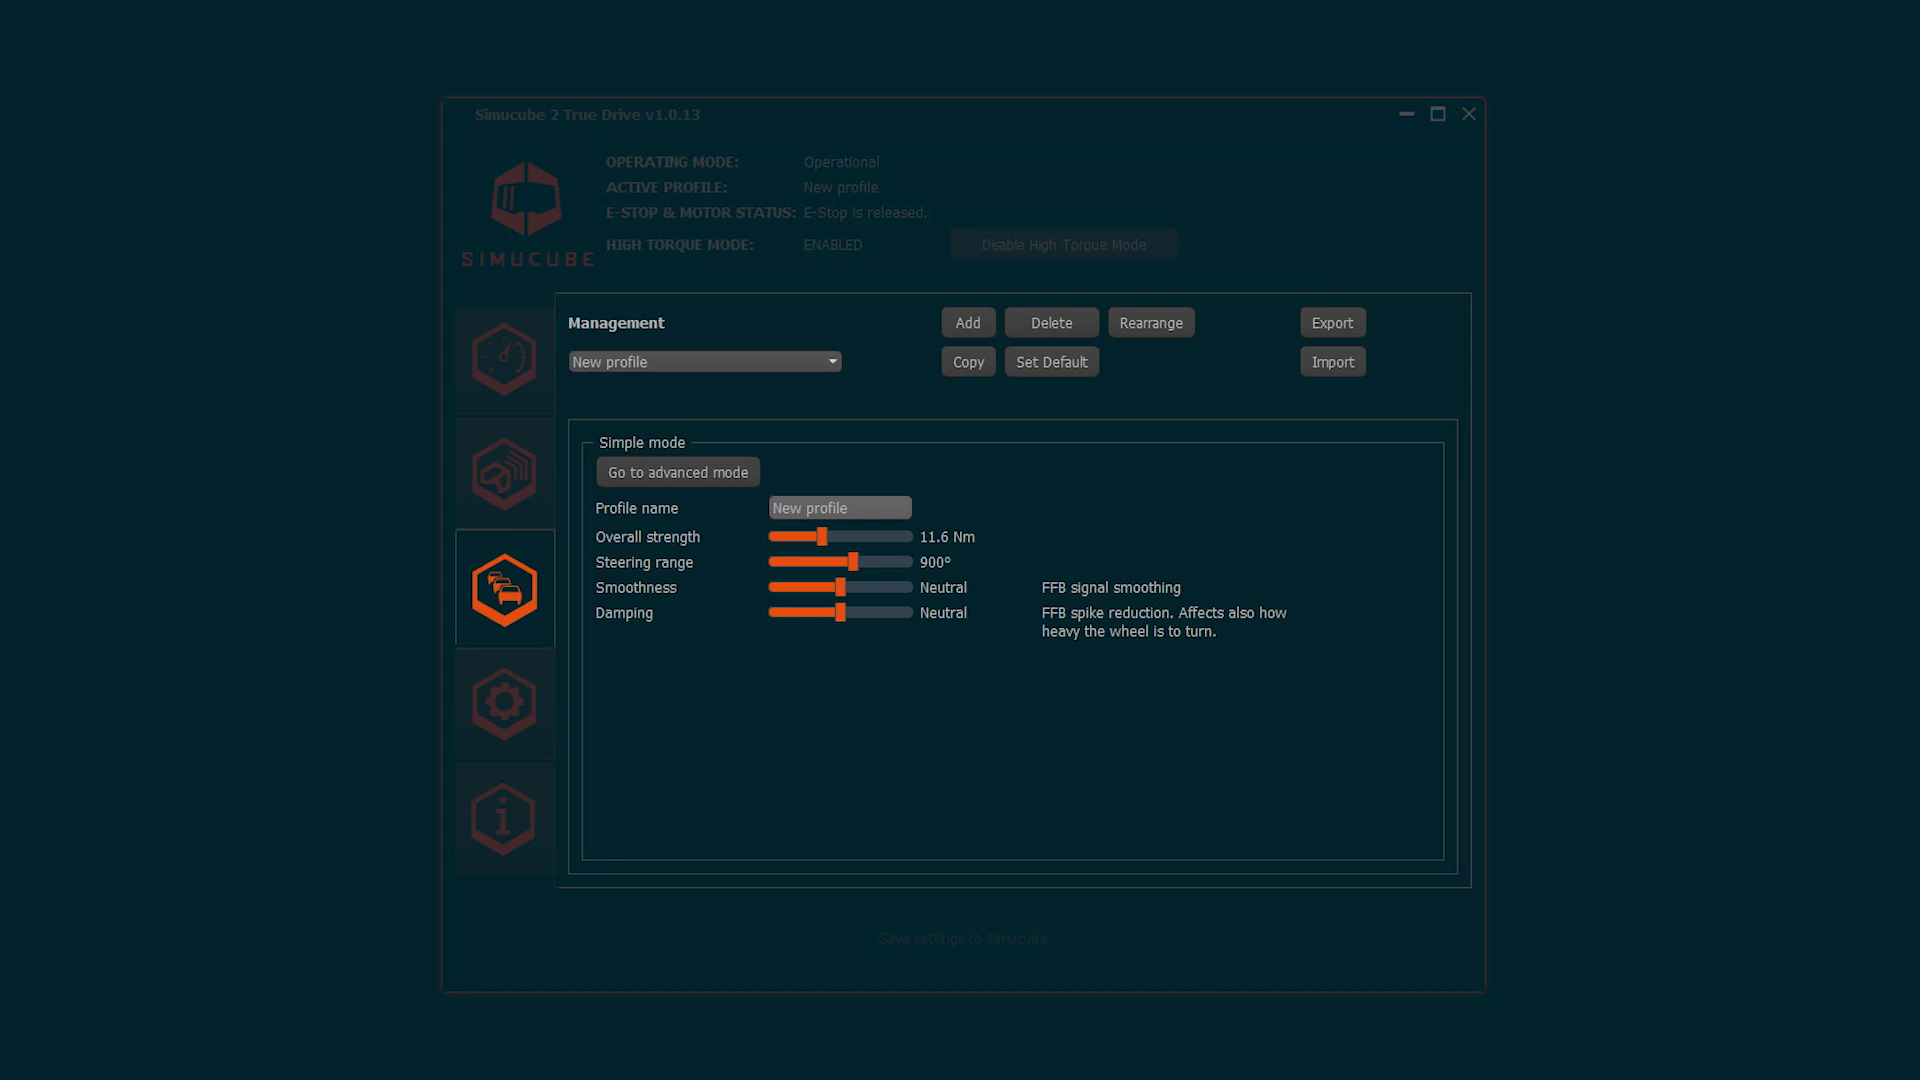 Simucube 2 True Drive v1.0.13
OPERATING MODE: Operational
ACTIVE PROFILE: New profile
E-STOP & MOTOR STATUS: E-Stop is released.
HIGH TORQUE MODE: ENABLED Disable High Torque Mode
SIMUCUBE
Management Add Delete Rearrange Export
New profile Copy Set Default Import
Simple mode
Go to advanced mode
Profile name New profile
Overall strength 11.6 Nm
Steering range 900º
Smoothness Neutral FFB signal smoothing
Damping Neutral FFB spike reduction. Affects also how
heavy the wheel is to turn.
Save settings to Simucube